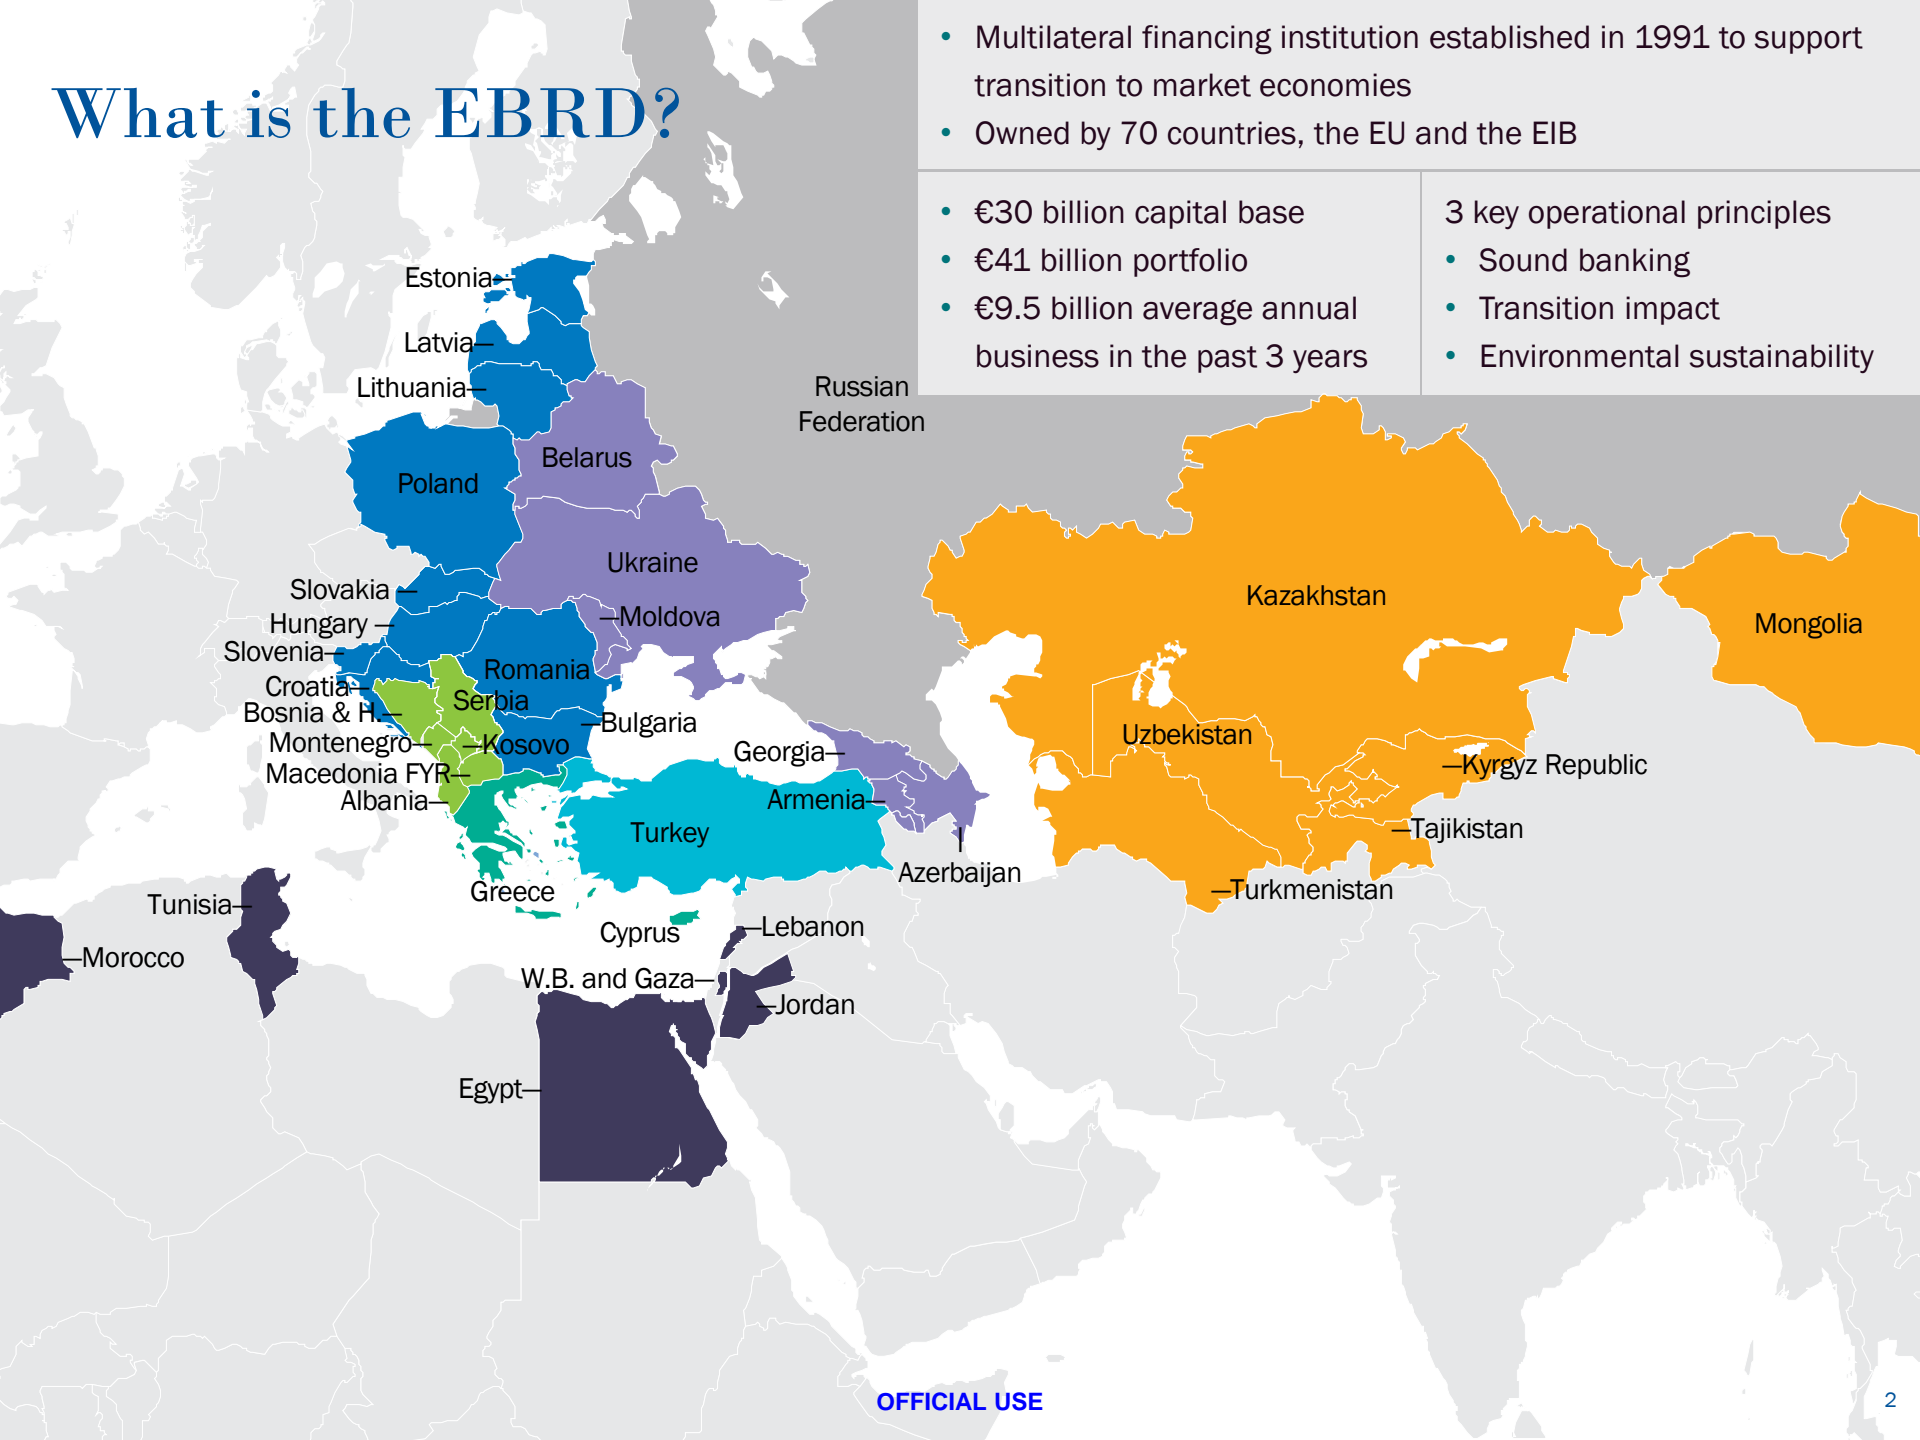 What is the EBRD?
• Multilateral financing institution established in 1991 to support
transition to market economies
• Owned by 70 countries, the EU and the EIB
• €30 billion capital base
• €41 billion portfolio
• €9.5 billion average annual
business in the past 3 years
3 key operational principles
• Sound banking
• Transition impact
• Environmental sustainability
Estonia
Latvia
Lithuania
Russian
Federation
Belarus
Poland
Ukraine
Slovakia
Kazakhstan
Moldova
Hungary
Mongolia
Slovenia
Romania
Croatia
Serbia
Bosnia & H.
Bulgaria
Uzbekistan
Montenegro
Kosovo
Georgia
Kyrgyz Republic
Macedonia FYR
Albania
Armenia
Turkey
Tajikistan
Azerbaijan
Greece
Turkmenistan
Tunisia
Cyprus
Lebanon
Morocco
W.B. and Gaza
Jordan
Egypt
OFFICIAL USE
2